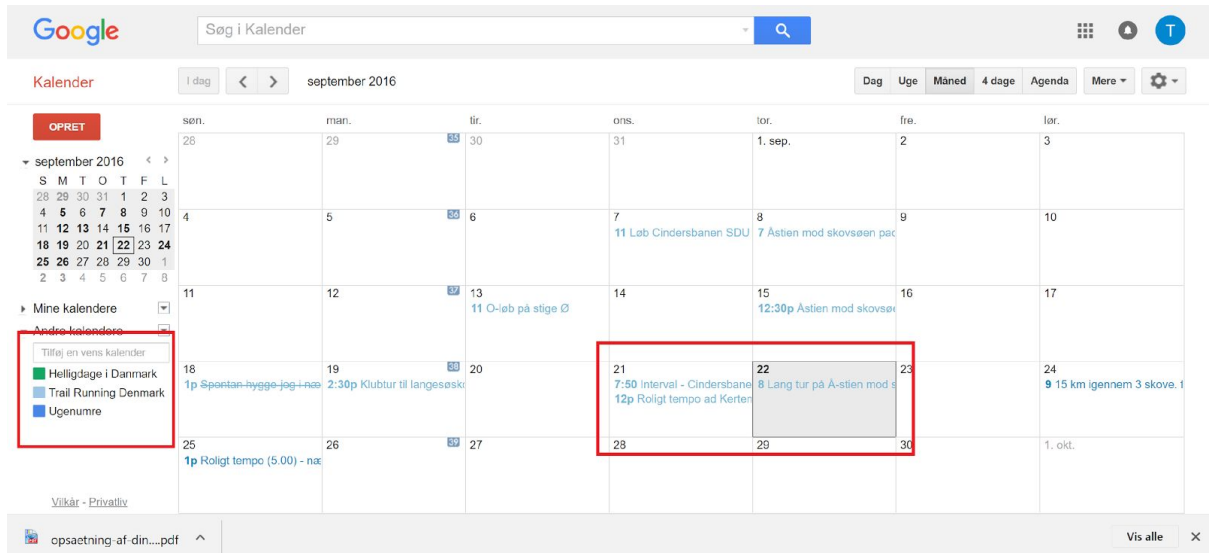 Google Søg i Kalender T
Kalender I dag september 2016 Dag Uge Måned 4 dage Agenda Mere
OPRET
september 2016
S M T O T F L
28 29 30 31 1 2 3
4 5 6 7 8 9 10
11 12 13 14 15 16 17
18 19 20 21 22 23 24
25 26 27 28 29 30 1
2 3 4 5 6 7 8
Mine kalendere
Andre kalendere
Tilføj en vens kalender
Helligdage i Danmark
Trail Running Denmark
Ugenumre
Vilkår - Privatliv
søn. man. tir. ons. tor. fre. lør.
28 29 35 30 31 1. sep. 2 3
4 5 36 6 7 8 9 10
11 Løb Cindersbanen SDU 7 Åstien mod skovsøen
11 12 37 13 14 15 16 17
11 O-løb på stige Ø 12:30p Åstien mod
18 19 38 20 21 22 23 24
1p Spontan hygge-jog i 2:30p Klubtur til 7:50 Interval - 8 Lang tur på Å-stien mod 9 15 km igennem 3 skove.
12p Roligt tempo ad
25 26 39 27 28 29 30 1. okt.
1p Roligt tempo (5.00) -
opsaetning-af-din....pdf Vis alle